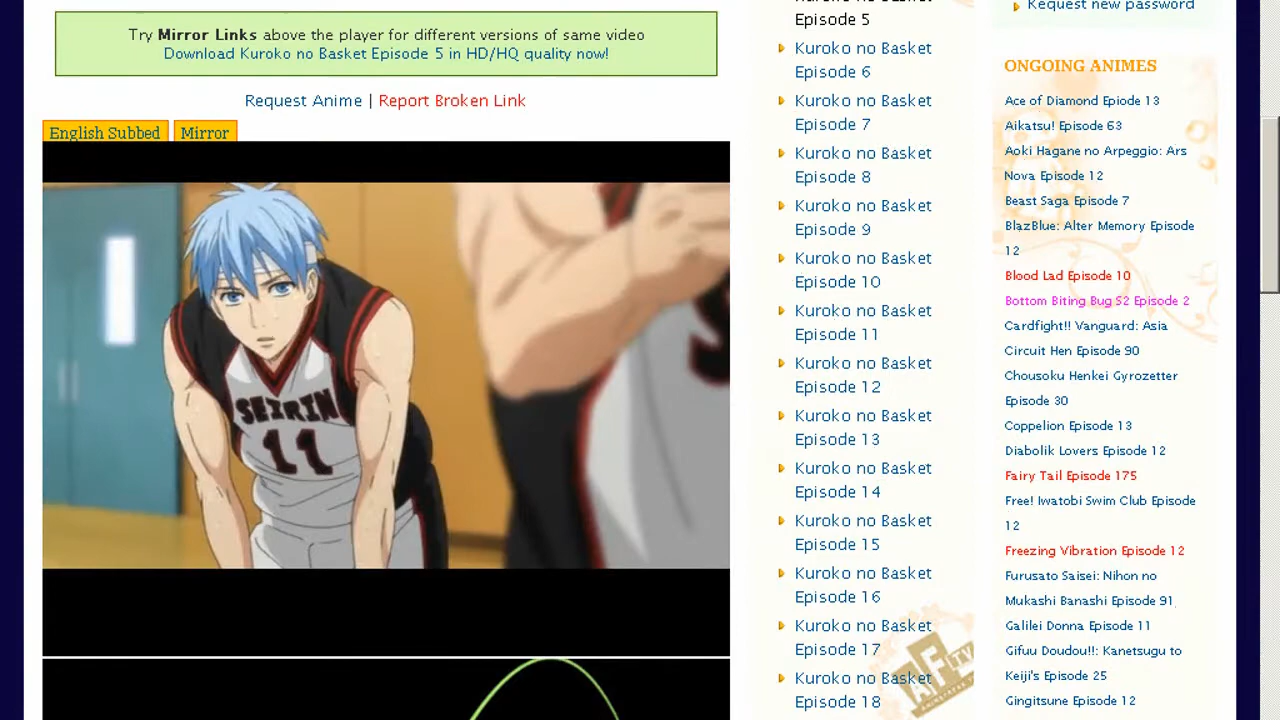 Try Mirror Links above the player for different versions of same video
Download Kuroko no Basket Episode 5 in HD/HQ quality now!
Request Anime | Report Broken Link
English Subbed
Mirror
SEIRIN
11
Episode 5
Kuroko no Basket
Episode 6
Kuroko no Basket
Episode 7
Kuroko no Basket
Episode 8
Kuroko no Basket
Episode 9
Kuroko no Basket
Episode 10
Kuroko no Basket
Episode 11
Kuroko no Basket
Episode 12
Kuroko no Basket
Episode 13
Kuroko no Basket
Episode 14
Kuroko no Basket
Episode 15
Kuroko no Basket
Episode 16
Kuroko no Basket
Episode 17
Kuroko no Basket
Episode 18
Request new password
ONGOING ANIMES
Ace of Diamond Epiode 13
Aikatsu! Episode 63
Aoki Hagane no Arpeggio: Ars
Nova Episode 12
Beast Saga Episode 7
BlazBlue: Alter Memory Episode
12
Blood Lad Episode 10
Bottom Biting Bug S2 Episode 2
Cardfight!! Vanguard: Asia
Circuit Hen Episode 90
Chousoku Henkei Gyrozetter
Episode 30
Coppelion Episode 13
Diabolik Lovers Episode 12
Fairy Tail Episode 175
Free! Iwatobi Swim Club Episode
12
Freezing Vibration Episode 12
Furusato Saisei: Nihon no
Mukashi Banashi Episode 91
Galilei Donna Episode 11
Gifuu Doudou!!: Kanetsugu to
Keiji's Episode 25
Gingitsune Episode 12